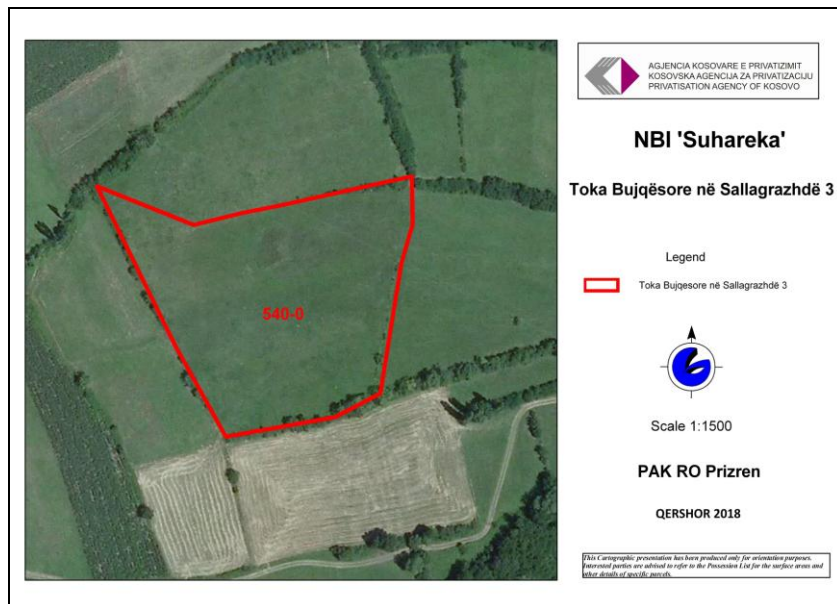 AGJENCIA KOSOVARE E PRIVATIZIMIT
KOSOVSKA AGENCIJA ZA PRIVATIZACIJU
PRIVATISATION AGENCY OF KOSOVO
NBI 'Suhareka'
Toka Bujqësore në Sallagrazhdë 3
Legend
Toka Bujqesore në Sallagrazhdë 3
540-0
Scale 1:1500
PAK RO Prizren
QERSHOR 2018
This Cartographic presentation has been produced only for orientation purposes.
Interested parties are advised to refer to the Possession List for the surface areas and
other details of specific parcels.